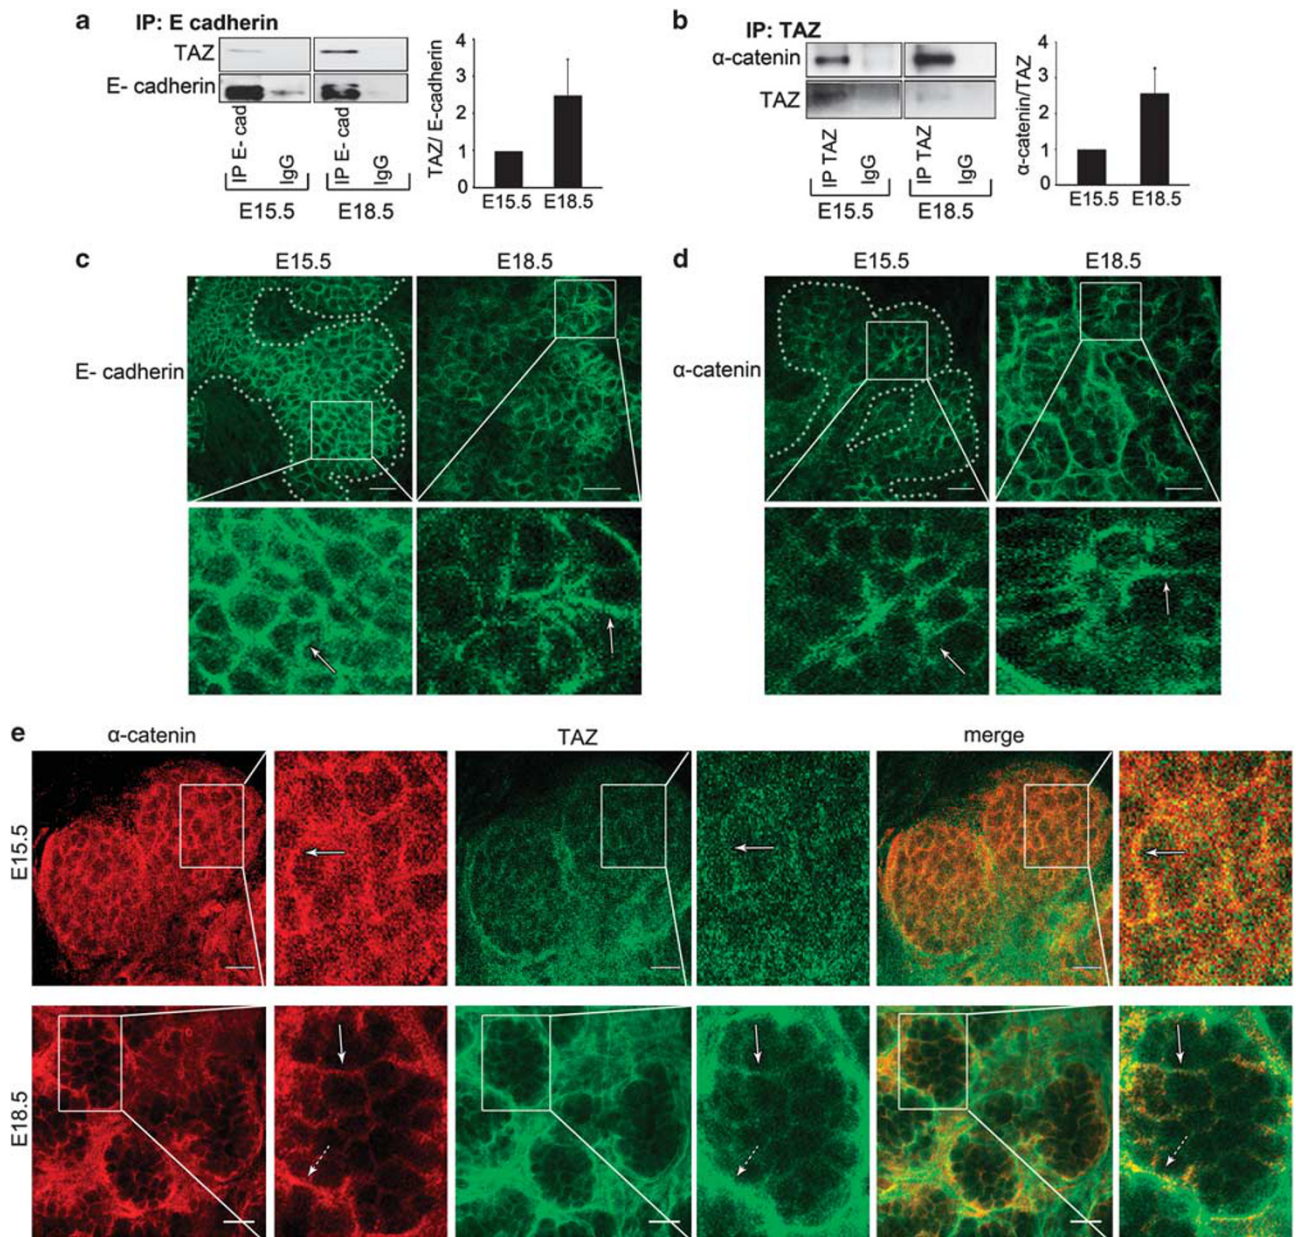 a
IP: E cadherin
TAZ
E- cadherin
IP E- cad
IgG
IP E- cad
IgG
E15.5
E18.5
TAZ/ E-cadherin
4
3
2
1
0
E15.5
E18.5
b
IP: TAZ
α-catenin
TAZ
IP TAZ
IgG
IP TAZ
IgG
E15.5
E18.5
α-catenin/TAZ
4
3
2
1
0
E15.5
E18.5
c
E15.5
E18.5
E- cadherin
d
E15.5
E18.5
α-catenin
e
α-catenin
TAZ
merge
E15.5
E18.5